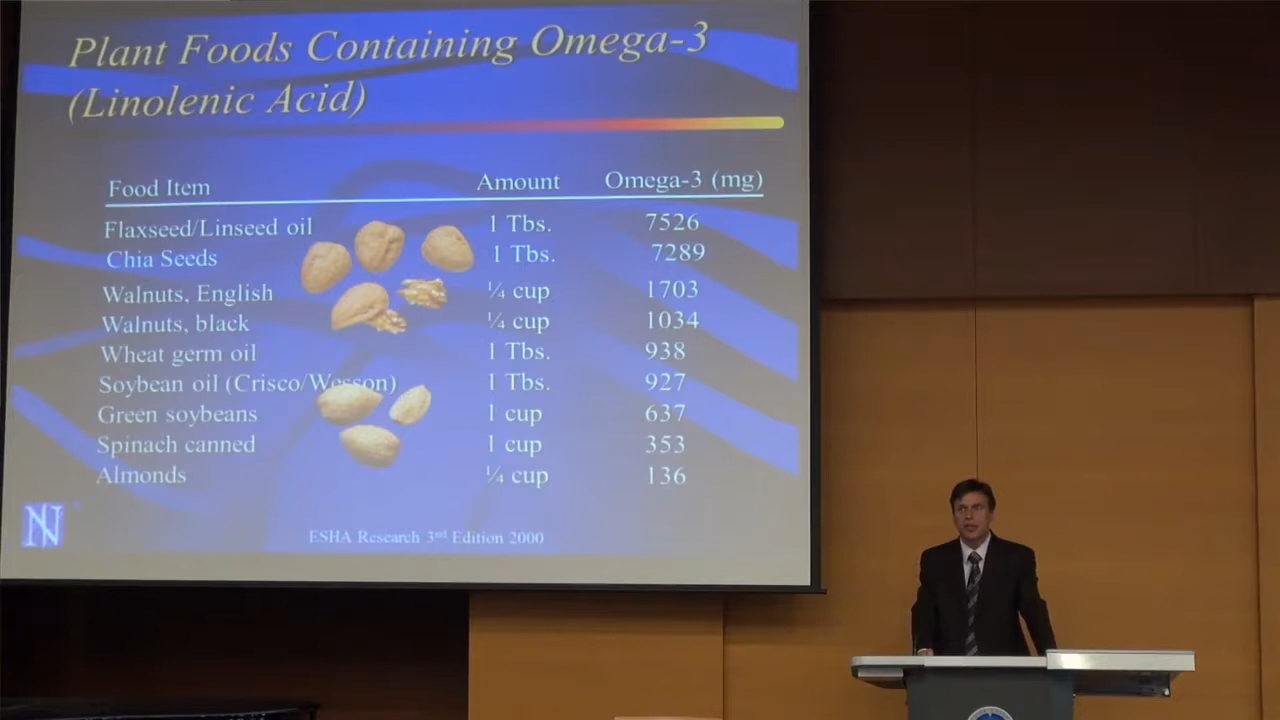 Plant Foods Containing Omega-3
(Linolenic Acid)
Food Item Amount Omega-3 (mg)
Flaxseed/Linseed oil 1 Tbs. 7526
Chia Seeds 1 Tbs. 7289
Walnuts, English ¼ cup 1703
Walnuts, black ¼ cup 1034
Wheat germ oil 1 Tbs. 938
Soybean oil (Crisco/Wesson) 1 Tbs. 927
Green soybeans 1 cup 637
Spinach canned 1 cup 353
Almonds ¼ cup 136
N
ESHA Research 3rd Edition 2000